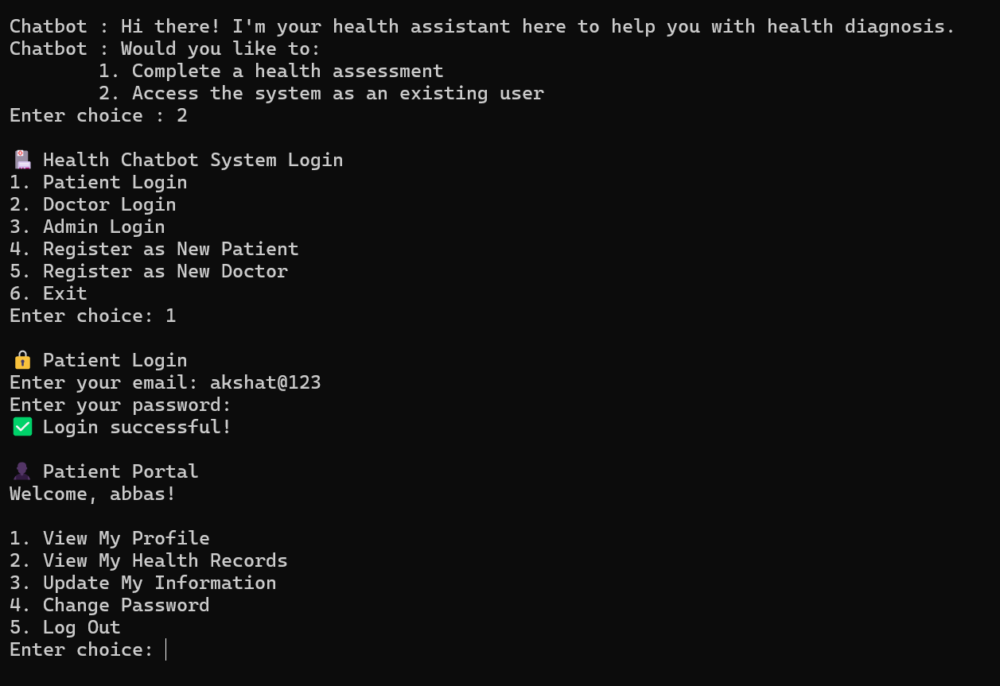 Chatbot : Hi there! I'm your health assistant here to help you with health diagnosis.
Chatbot : Would you like to:
        1. Complete a health assessment
        2. Access the system as an existing user
Enter choice : 2

Health Chatbot System Login
1. Patient Login
2. Doctor Login
3. Admin Login
4. Register as New Patient
5. Register as New Doctor
6. Exit
Enter choice: 1

Patient Login
Enter your email: akshat@123
Enter your password:
Login successful!

Patient Portal
Welcome, abbas!

1. View My Profile
2. View My Health Records
3. Update My Information
4. Change Password
5. Log Out
Enter choice: